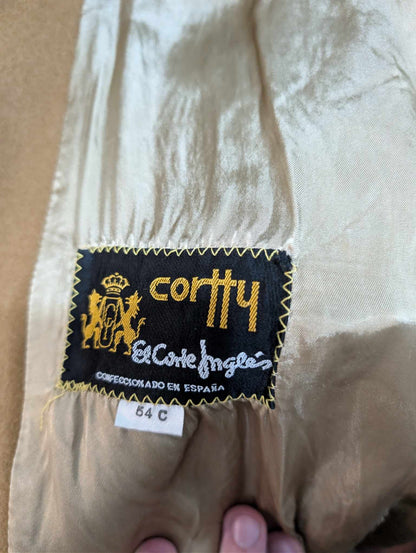 cortty
El Corte Inglés
CONFECCIONADO EN ESPAÑA
54 C